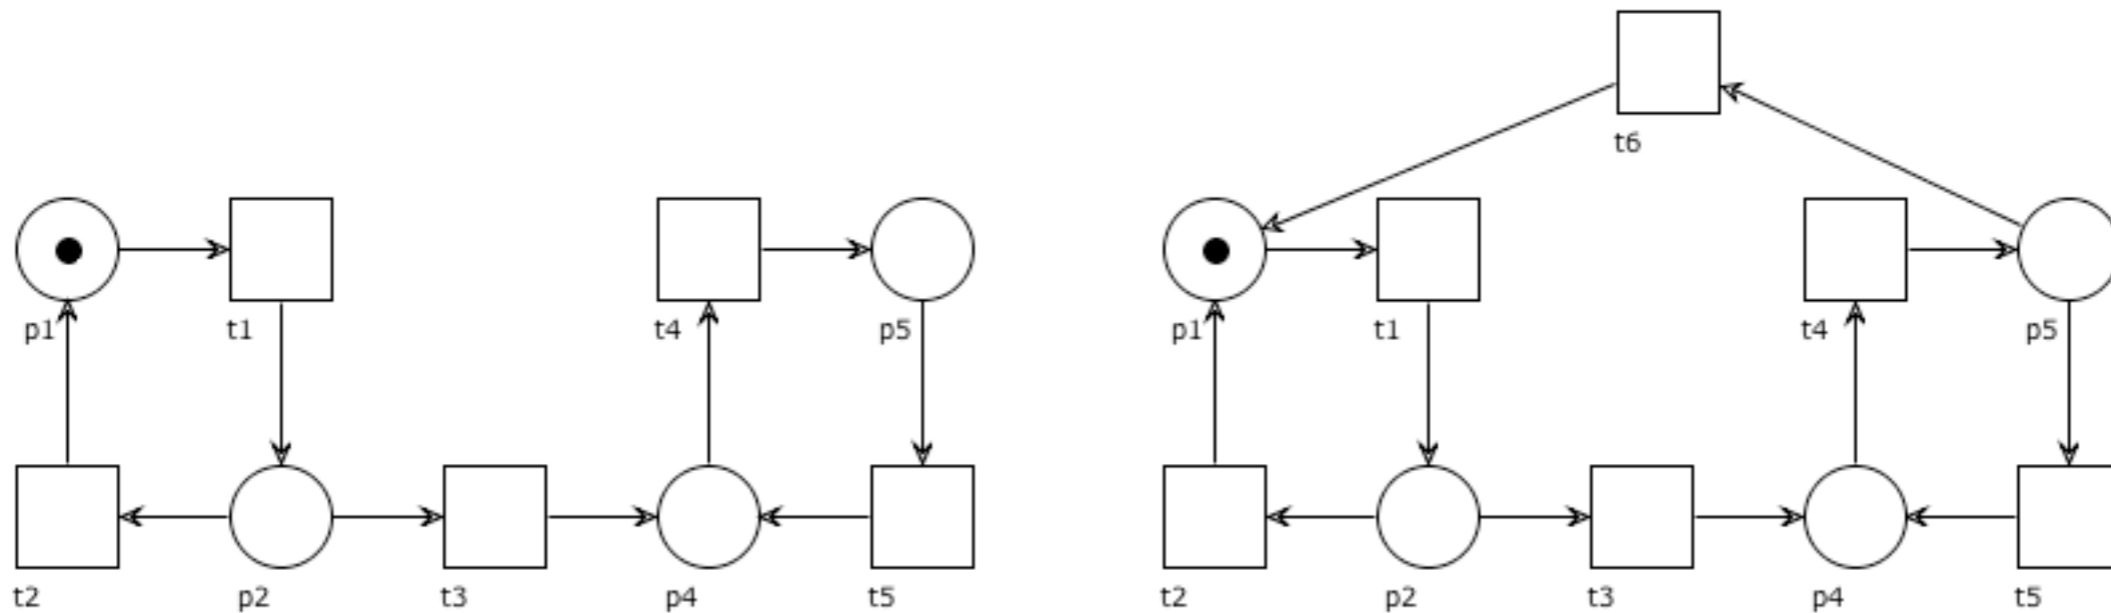 t6
p1 t1 t4 p5 p1 t1 t4 p5
t2 p2 t3 p4 t5 t2 p2 t3 p4 t5